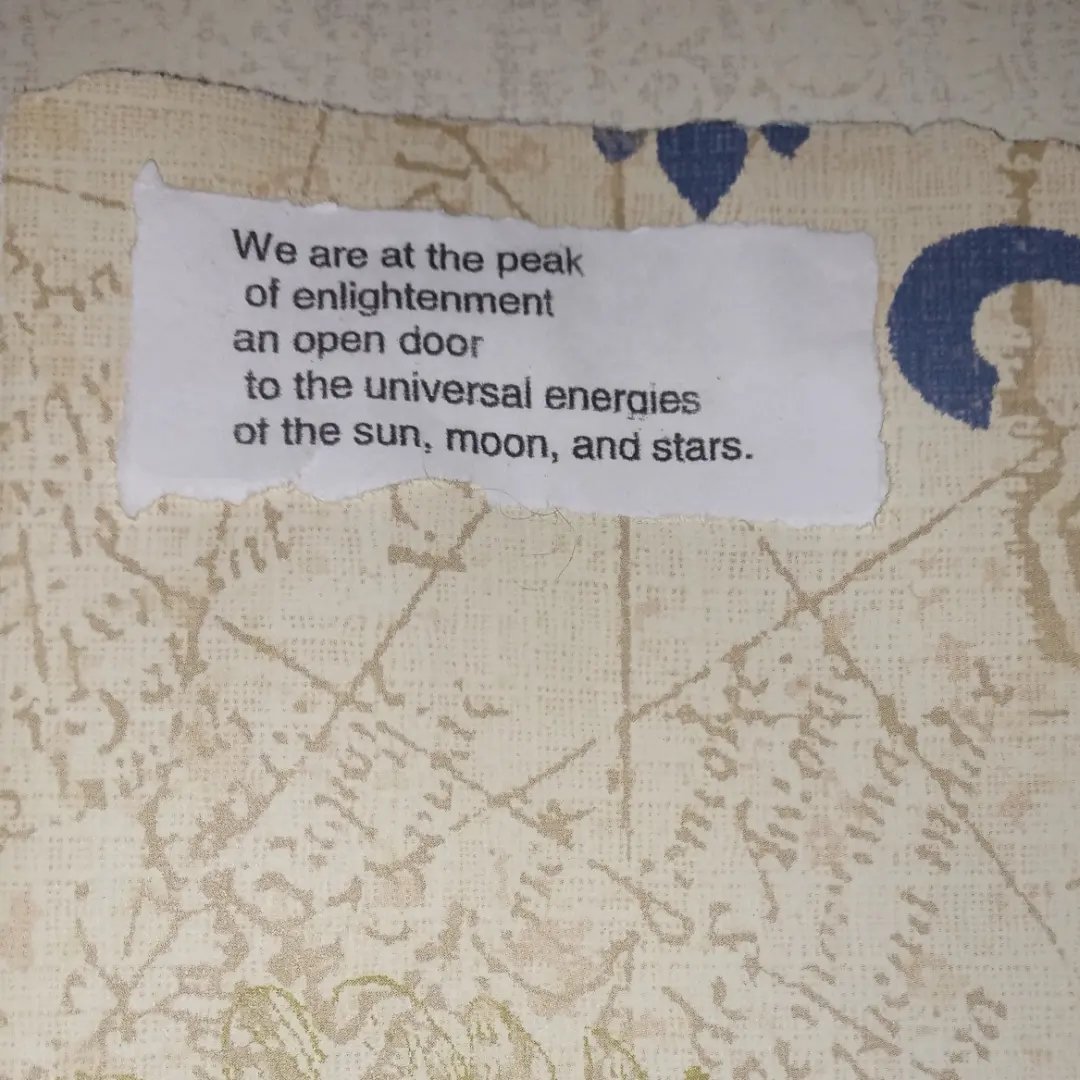 We are at the peak
of enlightenment
an open door
to the universal energies
of the sun, moon, and stars.